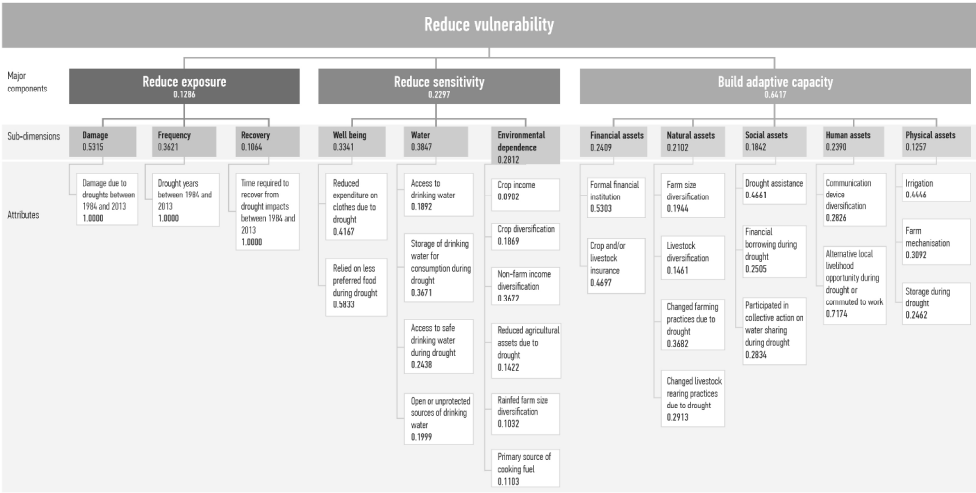 Reduce vulnerability
Major
components
Reduce exposure
0.1286
Reduce sensitivity
0.2297
Build adaptive capacity
0.6417
Sub-dimensions
Damage
0.5315
Frequency
0.3621
Recovery
0.1064
Well being
0.3341
Water
0.3847
Environmental
dependence
0.2812
Financial assets
0.2409
Natural assets
0.2102
Social assets
0.1842
Human assets
0.2390
Physical assets
0.1257
Attributes
Damage due to
droughts between
1984 and 2013
1.0000
Drought years
between 1984 and
2013
1.0000
Time required to
recover from
drought impacts
between 1984 and
2013
1.0000
Reduced
expenditure on
clothes due to
drought
0.4167
Relied on less
preferred food
during drought
0.5833
Access to
drinking water
0.1892
Storage of drinking
water for
consumption during
drought
0.3671
Access to safe
drinking water
during drought
0.2438
Open or unprotected
sources of drinking
water
0.1999
Crop income
0.0902
Crop diversification
0.1869
Non-farm income
diversification
0.3672
Reduced agricultural
assets due to
drought
0.1422
Rainfed farm size
diversification
0.1032
Primary source of
cooking fuel
0.1103
Formal financial
institution
0.5303
Crop and/or
livestock
insurance
0.4697
Farm size
diversification
0.1944
Livestock
diversification
0.1461
Changed farming
practices due to
drought
0.3682
Changed livestock
rearing practices
due to drought
0.2913
Drought assistance
0.4661
Financial
borrowing during
drought
0.2505
Participated in
collective action on
water sharing
during drought
0.2834
Communication
device
diversification
0.2826
Alternative local
livelihood
opportunity during
drought or
commuted to work
0.7174
Irrigation
0.4446
Farm
mechanisation
0.3092
Storage during
drought
0.2462